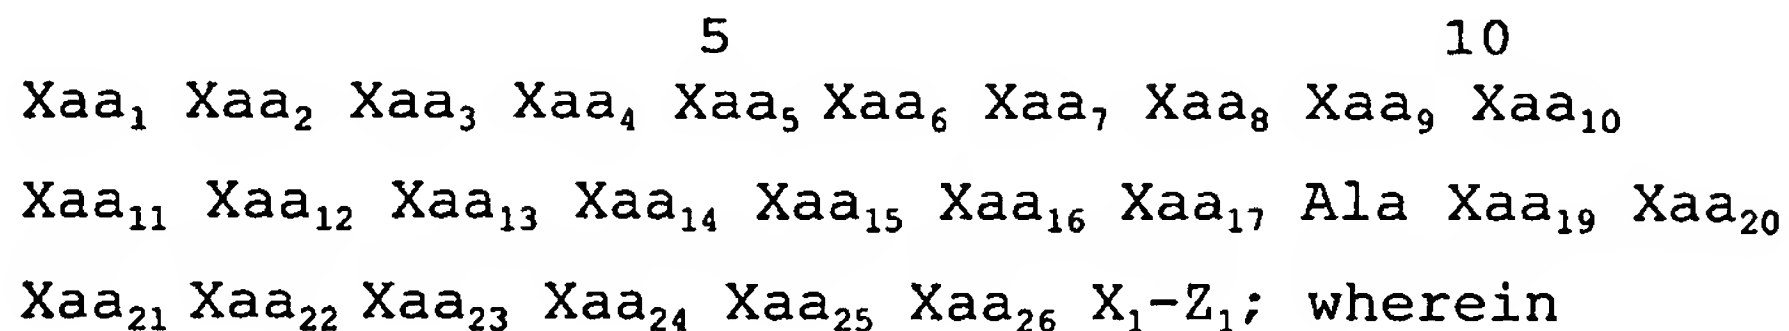 5 10
Xaa₁ Xaa₂ Xaa₃ Xaa₄ Xaa₅ Xaa₆ Xaa₇ Xaa₈ Xaa₉ Xaa₁₀
Xaa₁₁ Xaa₁₂ Xaa₁₃ Xaa₁₄ Xaa₁₅ Xaa₁₆ Xaa₁₇ Ala Xaa₁₉ Xaa₂₀
Xaa₂₁ Xaa₂₂ Xaa₂₃ Xaa₂₄ Xaa₂₅ Xaa₂₆ X₁-Z₁; wherein